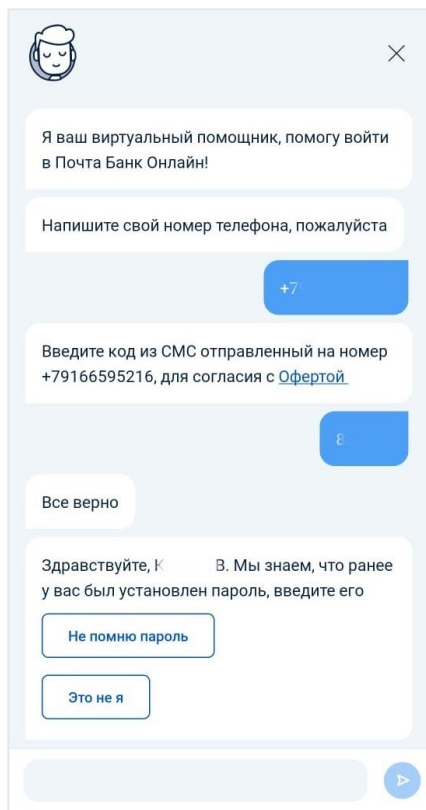 Я ваш виртуальный помощник, помогу войти
в Почта Банк Онлайн!
Напишите свой номер телефона, пожалуйста
+7
Введите код из СМС отправленный на номер
+79166595216, для согласия с Офертой
8
Все верно
Здравствуйте, К В. Мы знаем, что ранее
у вас был установлен пароль, введите его
Не помню пароль
Это не я